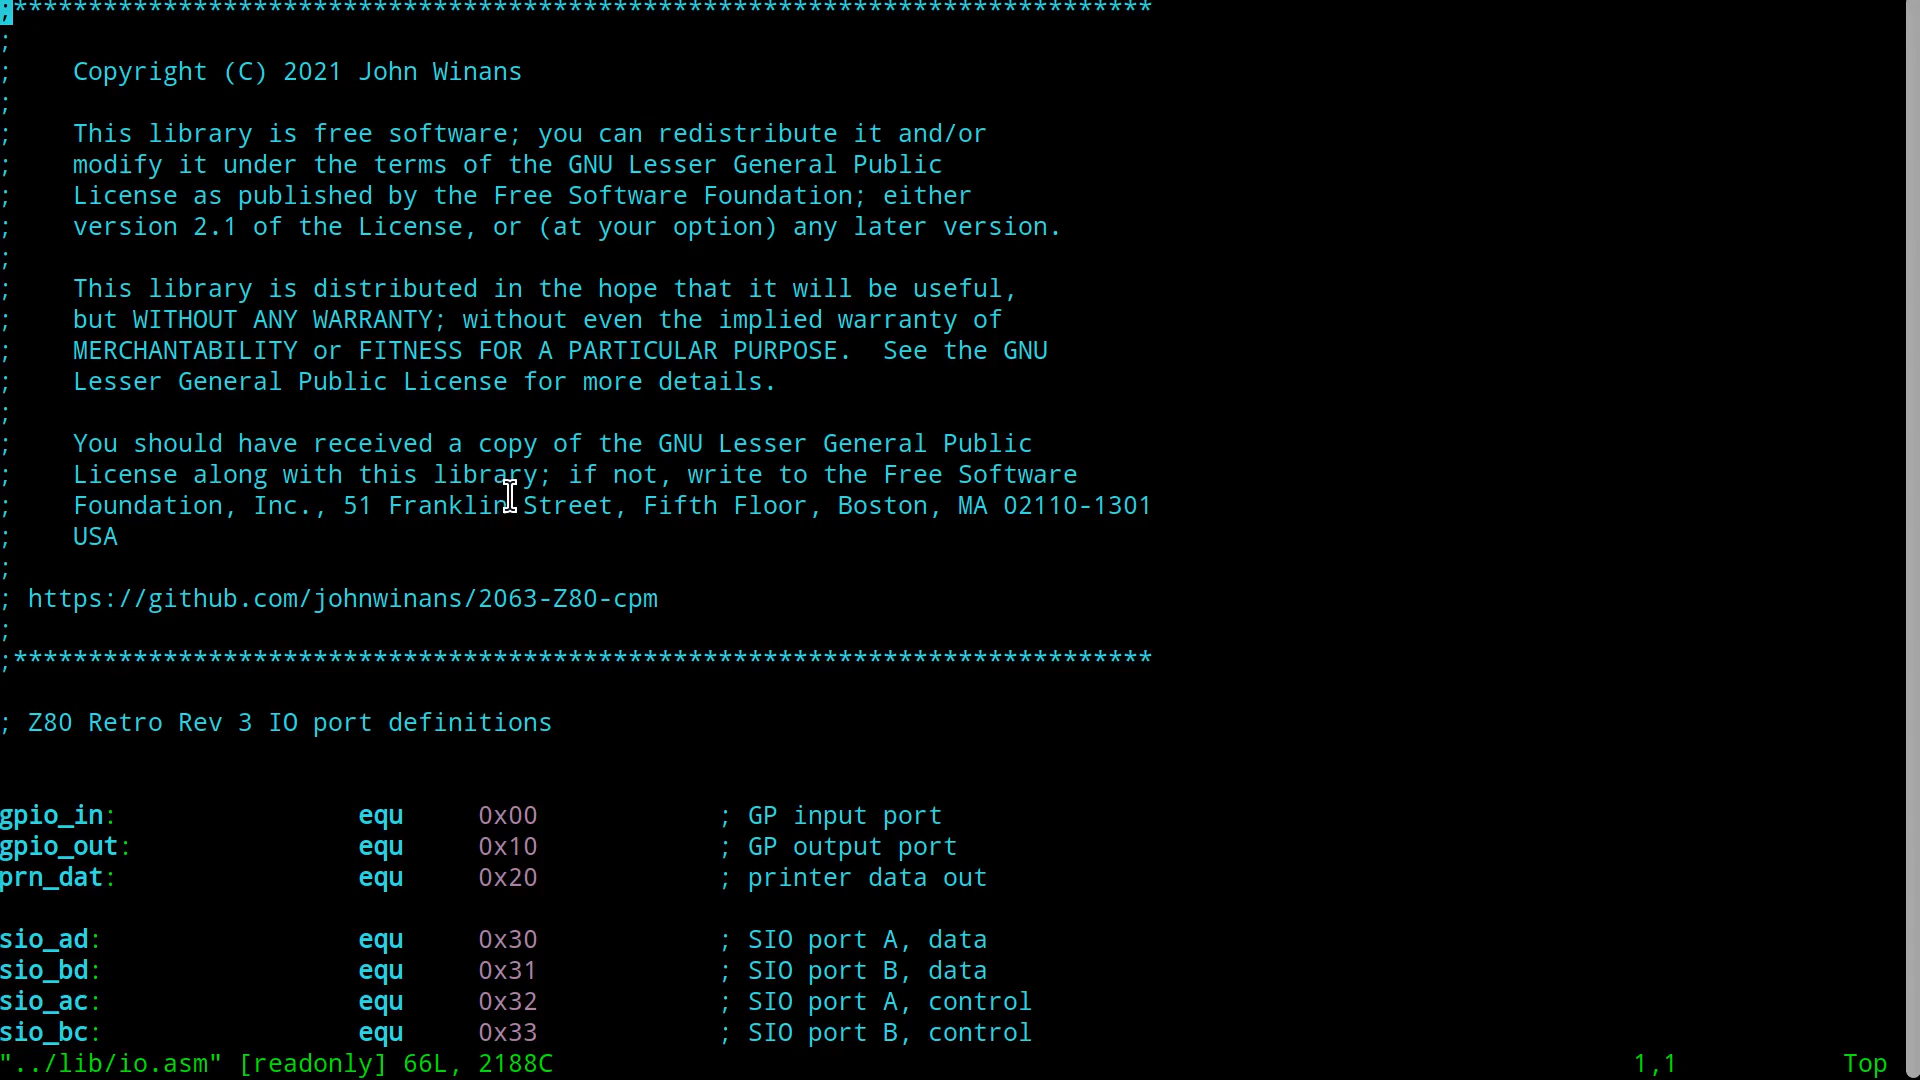 ;****************************************************************************
;
;    Copyright (C) 2021 John Winans
;
;    This library is free software; you can redistribute it and/or
;    modify it under the terms of the GNU Lesser General Public
;    License as published by the Free Software Foundation; either
;    version 2.1 of the License, or (at your option) any later version.
;
;    This library is distributed in the hope that it will be useful,
;    but WITHOUT ANY WARRANTY; without even the implied warranty of
;    MERCHANTABILITY or FITNESS FOR A PARTICULAR PURPOSE.  See the GNU
;    Lesser General Public License for more details.
;
;    You should have received a copy of the GNU Lesser General Public
;    License along with this library; if not, write to the Free Software
;    Foundation, Inc., 51 Franklin Street, Fifth Floor, Boston, MA 02110-1301
;    USA
;
; https://github.com/johnwinans/2063-Z80-cpm
;
;****************************************************************************
; Z80 Retro Rev 3 IO port definitions
gpio_in:                equ     0x00            ; GP input port
gpio_out:               equ     0x10            ; GP output port
prn_dat:                equ     0x20            ; printer data out
sio_ad:                 equ     0x30            ; SIO port A, data
sio_bd:                 equ     0x31            ; SIO port B, data
sio_ac:                 equ     0x32            ; SIO port A, control
sio_bc:                 equ     0x33            ; SIO port B, control
"../lib/io.asm" [readonly] 66L, 2188C                                                                        1,1           Top